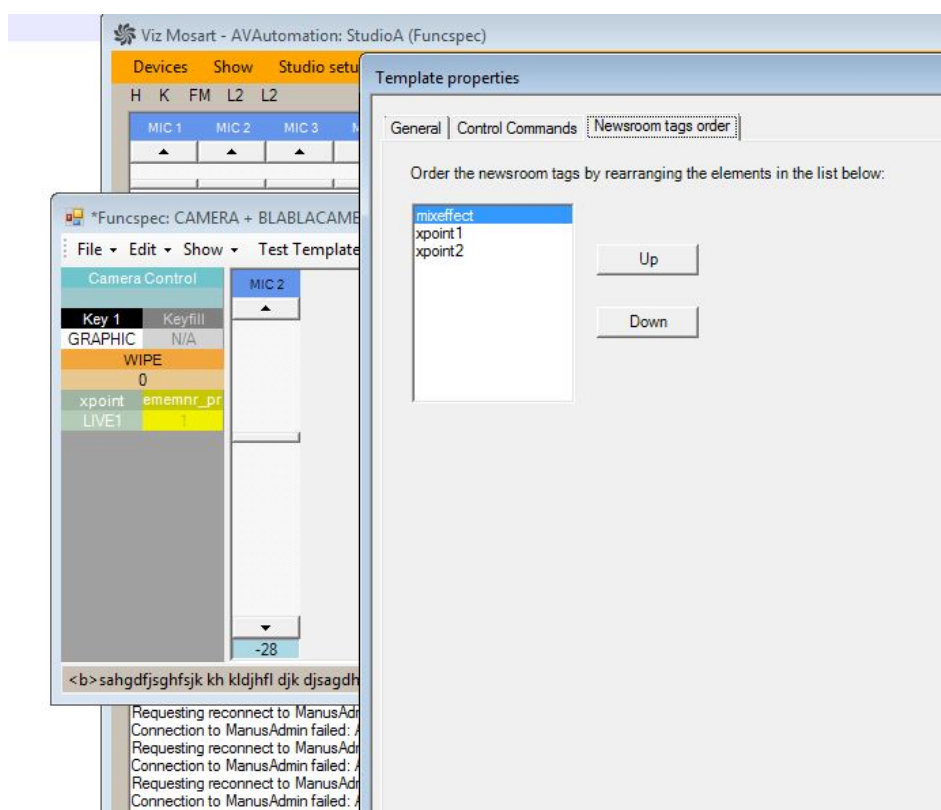 Viz Mosart - AVAutomation: StudioA (Funcspec)
Devices Show Studio setu
H K FM L2 L2
MIC 1 MIC 2 MIC 3
Template properties
General Control Commands Newsroom tags order
Order the newsroom tags by rearranging the elements in the list below:
mixeffect
xpoint1
xpoint2
Up
Down
*Funcspec: CAMERA + BLABLACAME
File Edit Show Test Template
Camera Control
MIC 2
Key 1 Keyfill
GRAPHIC N/A
WIPE
0
xpoint ememnr_pr
LIVE1 1
-28
<b>sahgdfjsghfsjk kh kldjhfl djk djsagdh
Requesting reconnect to ManusAdr
Connection to ManusAdmin failed:
Requesting reconnect to ManusAdr
Connection to ManusAdmin failed:
Requesting reconnect to ManusAdr
Connection to ManusAdmin failed: